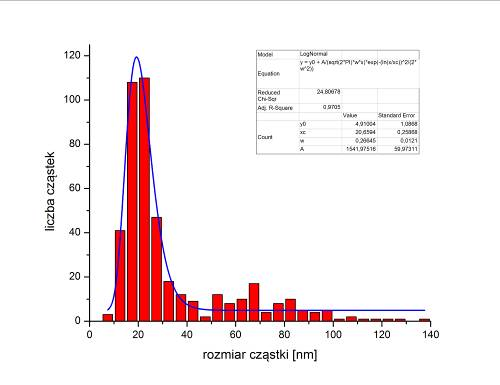 Model LogNormal
Equation y = y0 + A/(sqrt(2*PI)*w*x)*exp(-(ln(x/xc))^2/(2*w^2))
Reduced Chi-Sqr 24,80678
Adj. R-Square 0,9705
Value Standard Error
Count y0 4,91004 1,0868
xc 20,6594 0,25868
w 0,26645 0,0121
A 1541,97516 59,97311
liczba cząstek
120
100
80
60
40
20
0
0 20 40 60 80 100 120 140
rozmiar cząstki [nm]